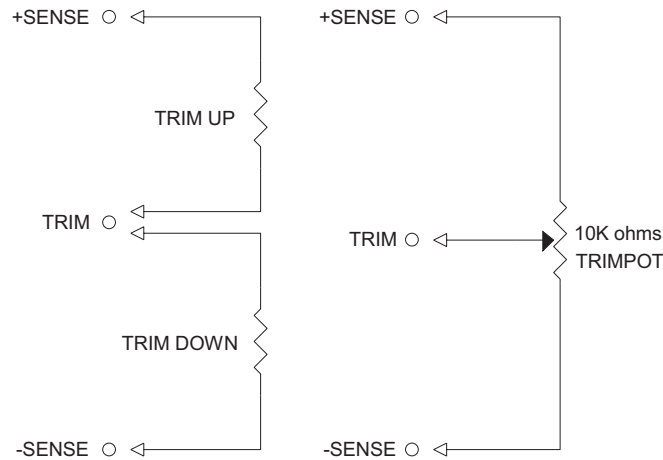 +SENSE
TRIM UP
TRIM
TRIM DOWN
-SENSE
+SENSE
TRIM
10K ohms
TRIMPOT
-SENSE